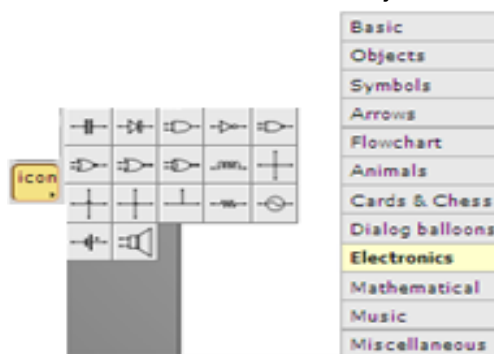 icon
Basic
Objects
Symbols
Arrows
Flowchart
Animals
Cards & Chess
Dialog balloons
Electronics
Mathematical
Music
Miscellaneous